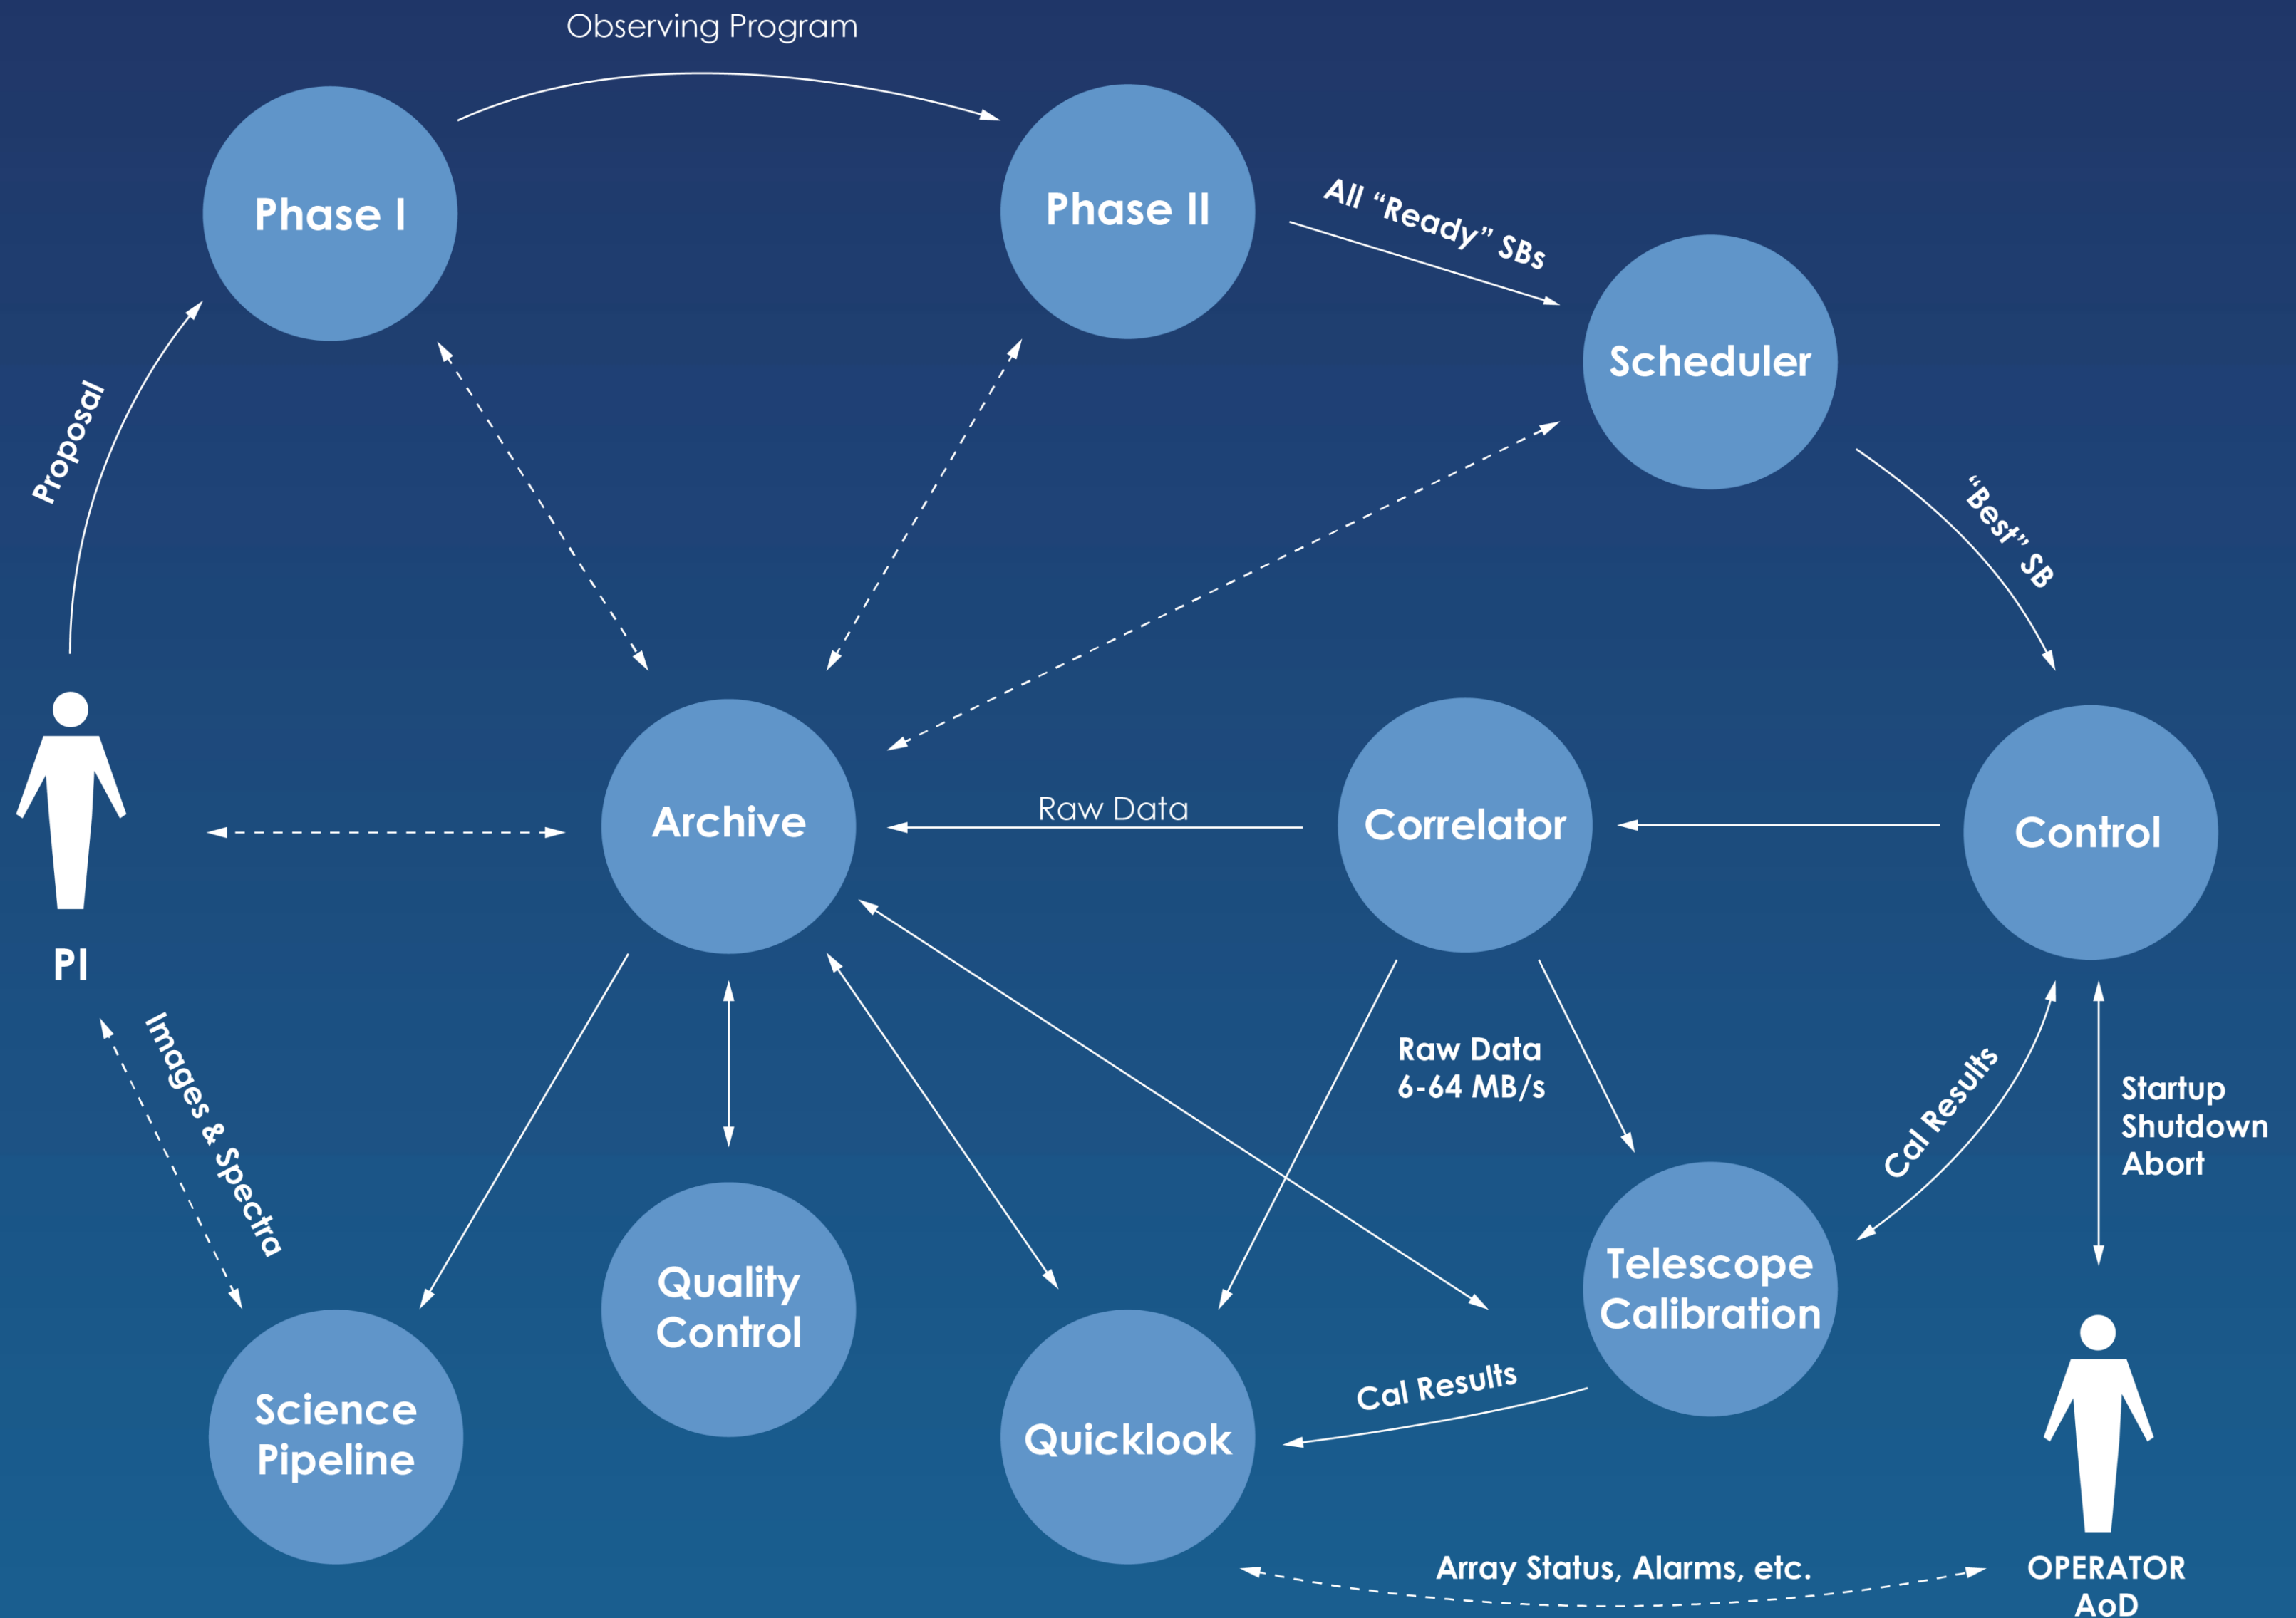 Observing Program
Phase I
Phase II
All “Ready” SBs
Scheduler
Proposal
“Best” SB
Archive
Raw Data
Correlator
Control
PI
Images & Spectra
Raw Data
6-64 MB/s
Cal Results
Startup
Shutdown
Abort
Quality
Control
Telescope
Calibration
Science
Pipeline
Quicklook
Cal Results
Array Status, Alarms, etc.
OPERATOR
AoD